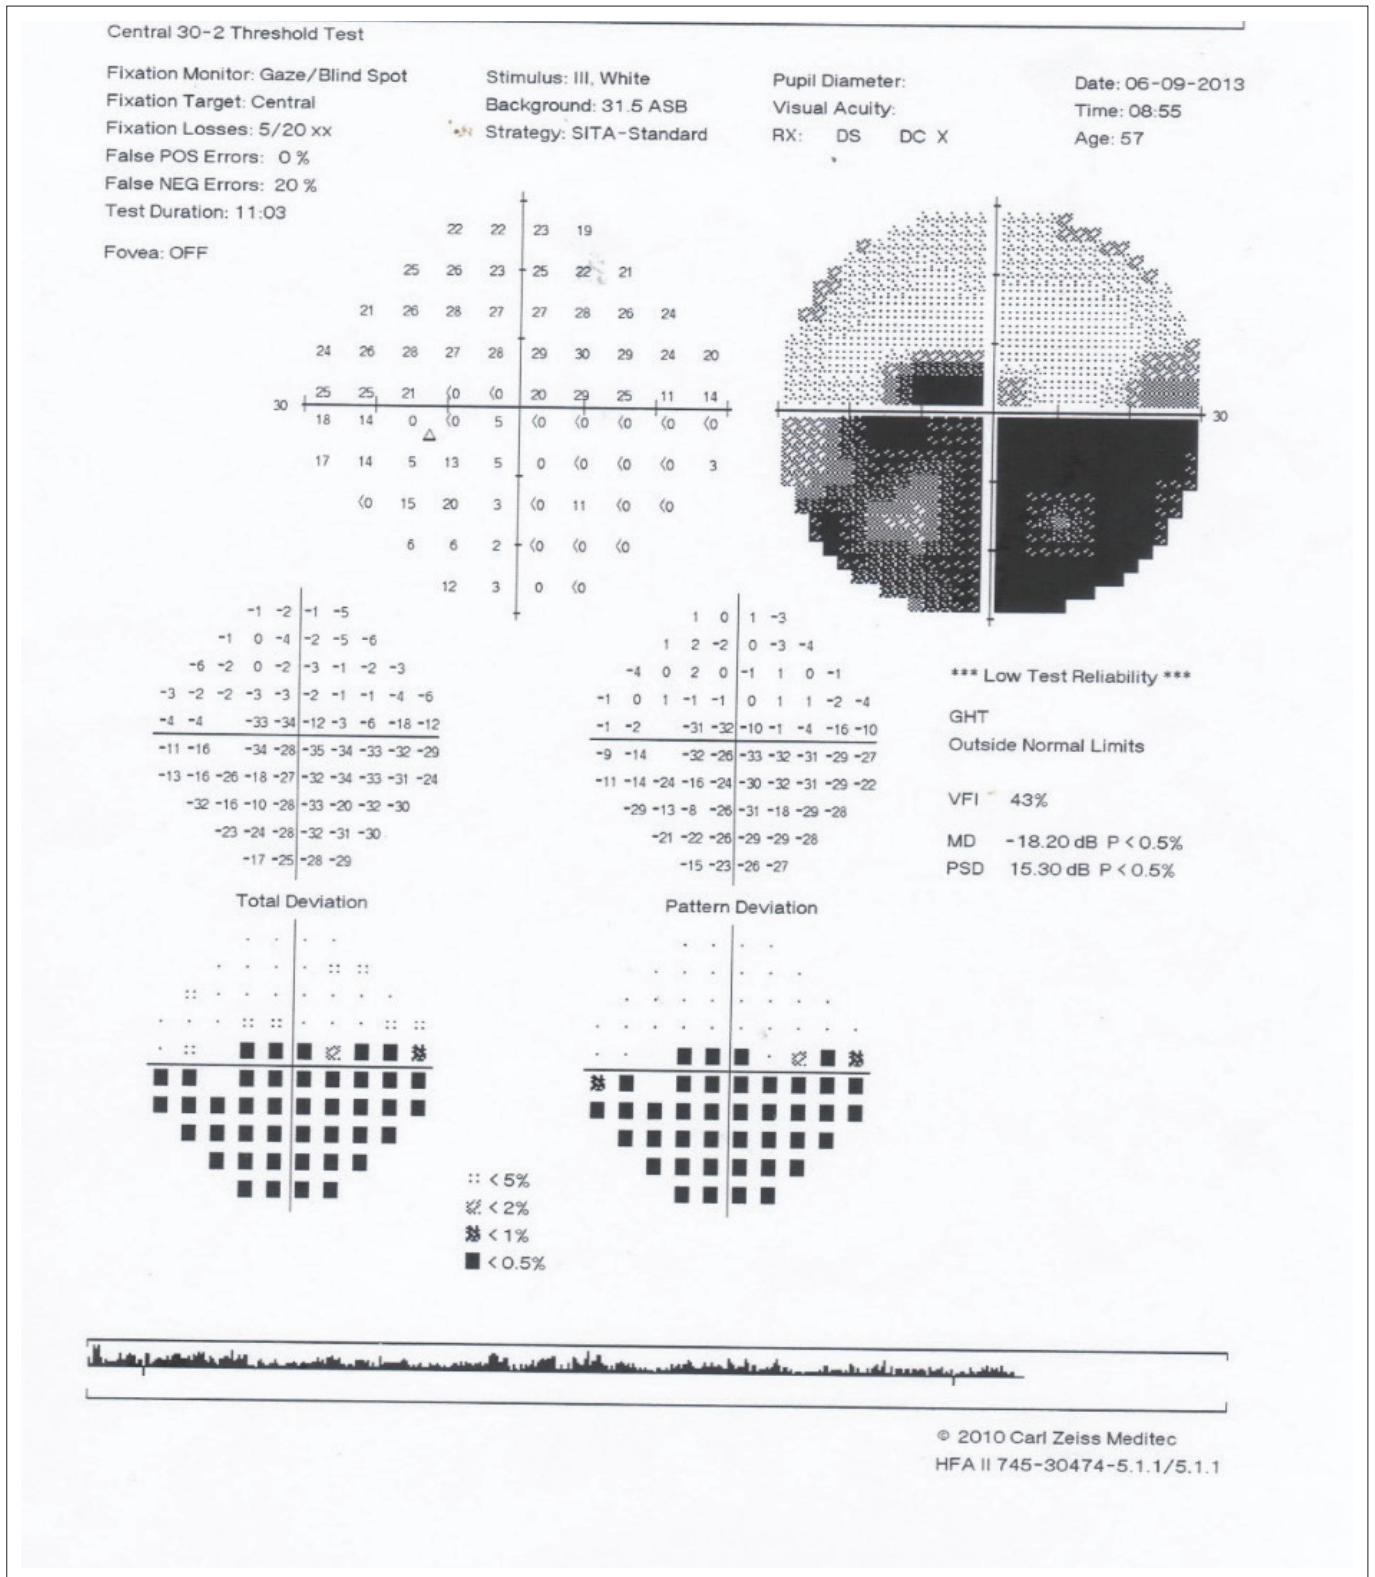 Central 30-2 Threshold Test
Fixation Monitor: Gaze/Blind Spot
Fixation Target: Central
Fixation Losses: 5/20 xx
False POS Errors: 0 %
False NEG Errors: 20 %
Test Duration: 11:03
Fovea: OFF
Stimulus: III, White
Background: 31.5 ASB
Strategy: SITA-Standard
Pupil Diameter:
Visual Acuity:
RX: DS DC X
Date: 06-09-2013
Time: 08:55
Age: 57
22 22 23 19
25 26 23 25 22 21
21 26 28 27 27 28 26 24
24 26 28 27 28 29 30 29 24 20
25 25 21 <0 <0 20 29 25 11 14
30
18 14 0 <0 5 <0 <0 <0 <0 <0
17 14 5 13 5 0 <0 <0 <0 3
<0 15 20 3 <0 11 <0 <0
6 6 2 <0 <0 <0
12 3 0 <0
30
-1 -2 -1 -5
-1 0 -4 -2 -5 -6
-6 -2 0 -2 -3 -1 -2 -3
-3 -2 -2 -3 -3 -2 -1 -1 -4 -6
-4 -4 -33 -34 -12 -3 -6 -18 -12
-11 -16 -34 -28 -35 -34 -33 -32 -29
-13 -16 -26 -18 -27 -32 -34 -33 -31 -24
-32 -16 -10 -28 -33 -20 -32 -30
-23 -24 -28 -32 -31 -30
-17 -25 -28 -29
Total Deviation
1 0 1 -3
1 2 -2 0 -3 -4
-4 0 2 0 -1 1 0 -1
-1 0 1 -1 -1 0 1 1 -2 -4
-1 -2 -31 -32 -10 -1 -4 -16 -10
-9 -14 -32 -26 -33 -32 -31 -29 -27
-11 -14 -24 -16 -24 -30 -32 -31 -29 -22
-29 -13 -8 -26 -31 -18 -29 -28
-21 -22 -26 -29 -29 -28
-15 -23 -26 -27
Pattern Deviation
*** Low Test Reliability ***
GHT
Outside Normal Limits
VFI 43%
MD -18.20 dB P < 0.5%
PSD 15.30 dB P < 0.5%
< 5%
< 2%
< 1%
< 0.5%
© 2010 Carl Zeiss Meditec
HFA II 745-30474-5.1.1/5.1.1